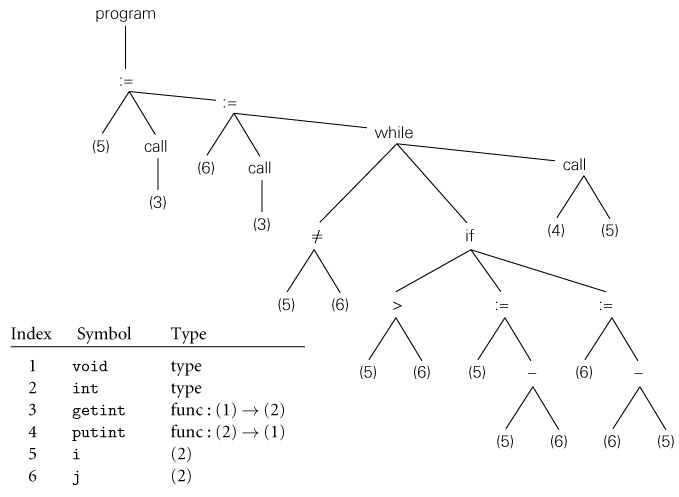 program
:=
:=
while
(5) call
(6) call
call
(3)
(3)
(4) (5)
≠
if
(5) (6)
> := :=
(5) (6) (5) − (6) −
(5) (6) (6) (5)
Index Symbol Type
1 void type
2 int type
3 getint func : (1) → (2)
4 putint func : (2) → (1)
5 i (2)
6 j (2)